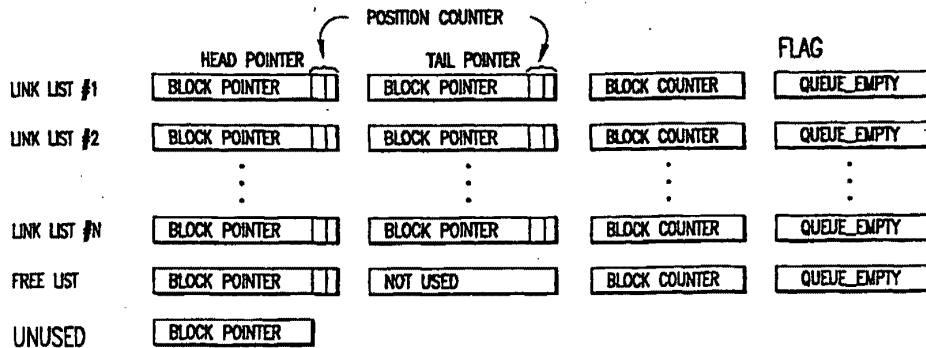 POSITION COUNTER
HEAD POINTER TAIL POINTER FLAG
LINK LIST #1 BLOCK POINTER BLOCK POINTER BLOCK COUNTER QUEUE_EMPTY
LINK LIST #2 BLOCK POINTER BLOCK POINTER BLOCK COUNTER QUEUE_EMPTY
LINK LIST #N BLOCK POINTER BLOCK POINTER BLOCK COUNTER QUEUE_EMPTY
FREE LIST BLOCK POINTER NOT USED BLOCK COUNTER QUEUE_EMPTY
UNUSED BLOCK POINTER